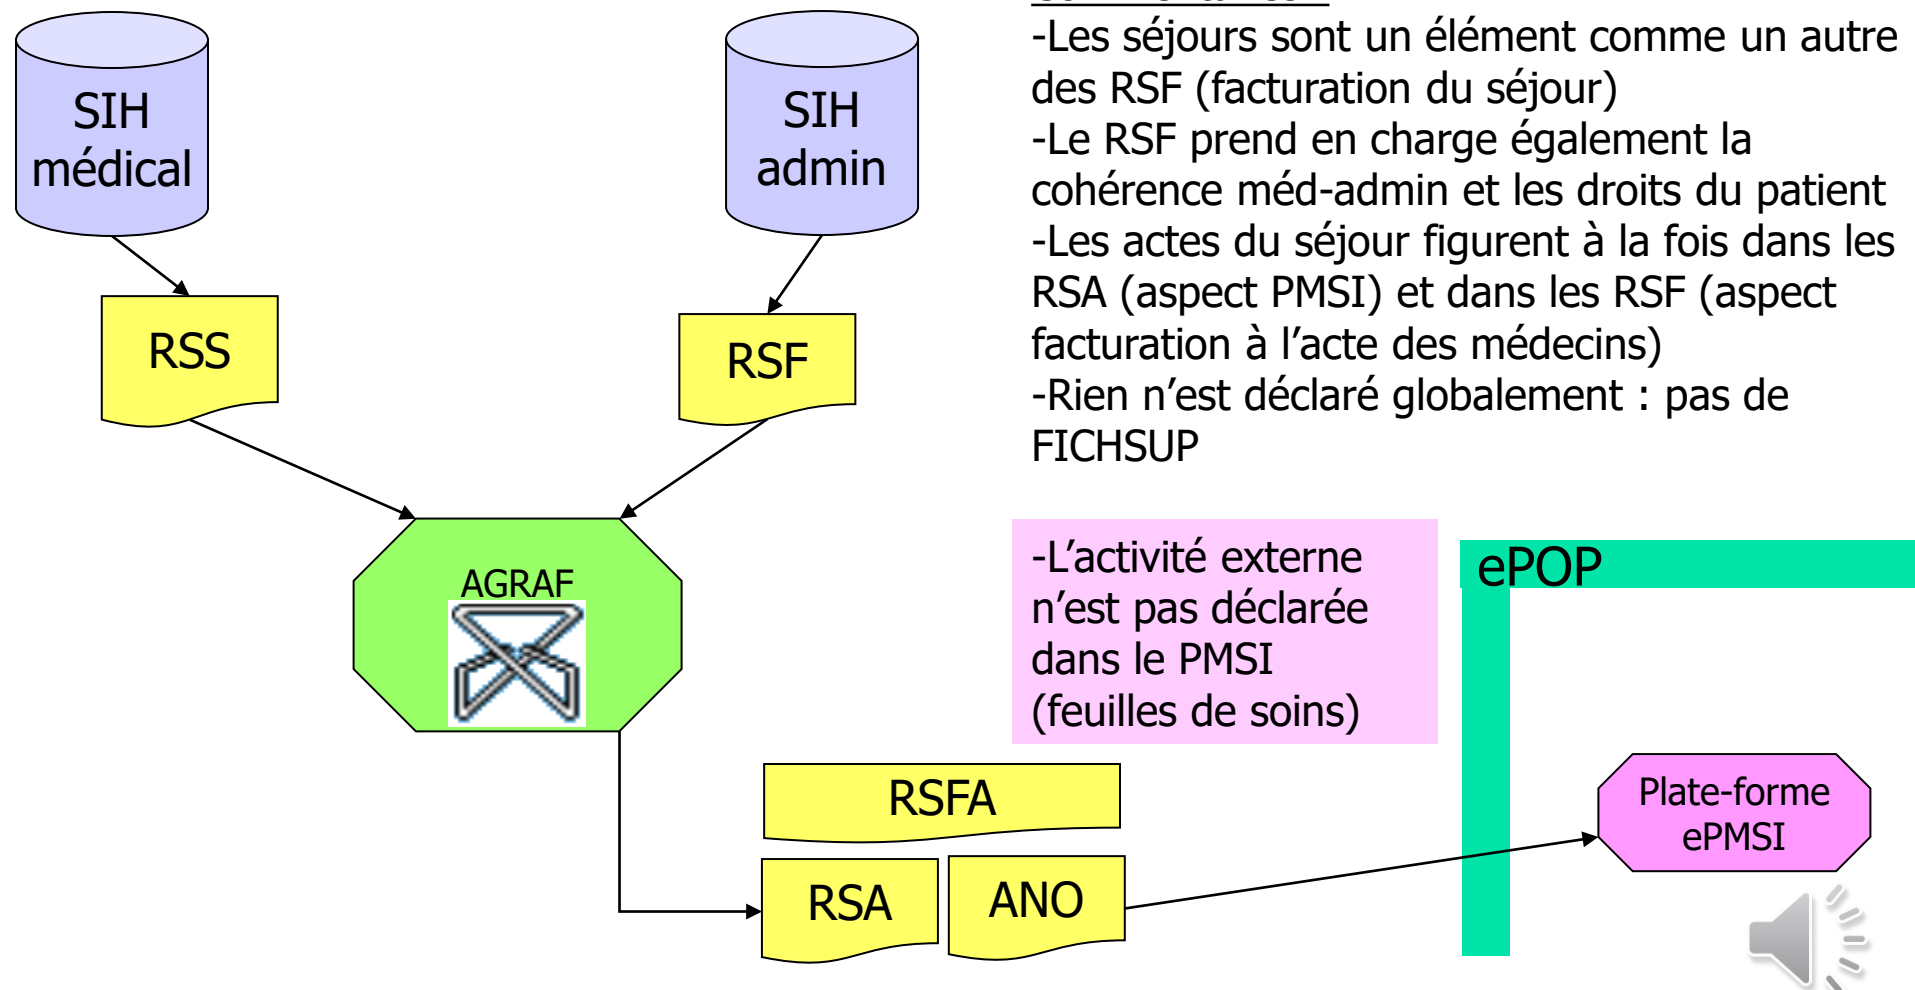 -Les séjours sont un élément comme un autre
des RSF (facturation du séjour)
-Le RSF prend en charge également la
cohérence méd-admin et les droits du patient
-Les actes du séjour figurent à la fois dans les
RSA (aspect PMSI) et dans les RSF (aspect
facturation à l’acte des médecins)
-Rien n’est déclaré globalement : pas de
FICHSUP
SIH
médical
SIH
admin
RSS
RSF
AGRAF
-L’activité externe
n’est pas déclarée
dans le PMSI
(feuilles de soins)
ePOP
RSFA
RSA
ANO
Plate-forme
ePMSI